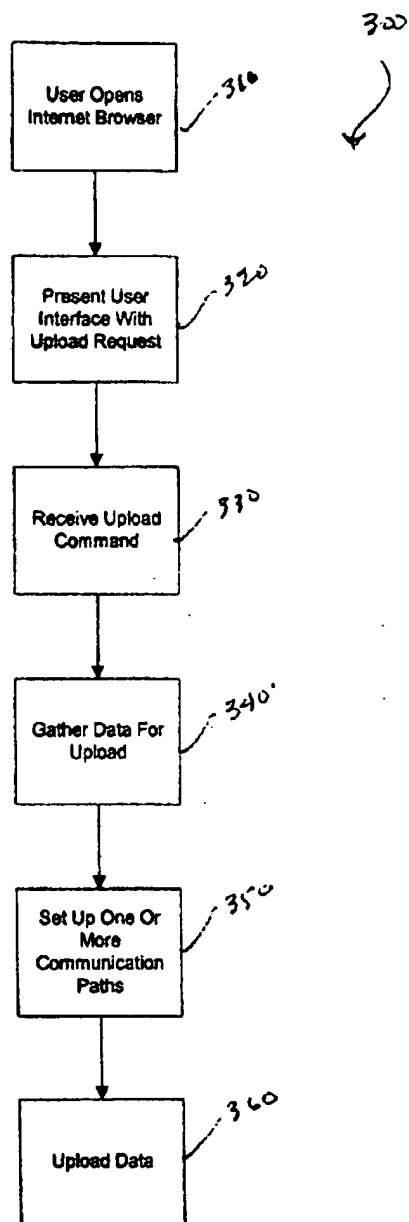 300
User Opens
Internet Browser
310
Present User
Interface With
Upload Request
320
Receive Upload
Command
330
Gather Data For
Upload
340
Set Up One Or
More
Communication
Paths
350
Upload Data
360